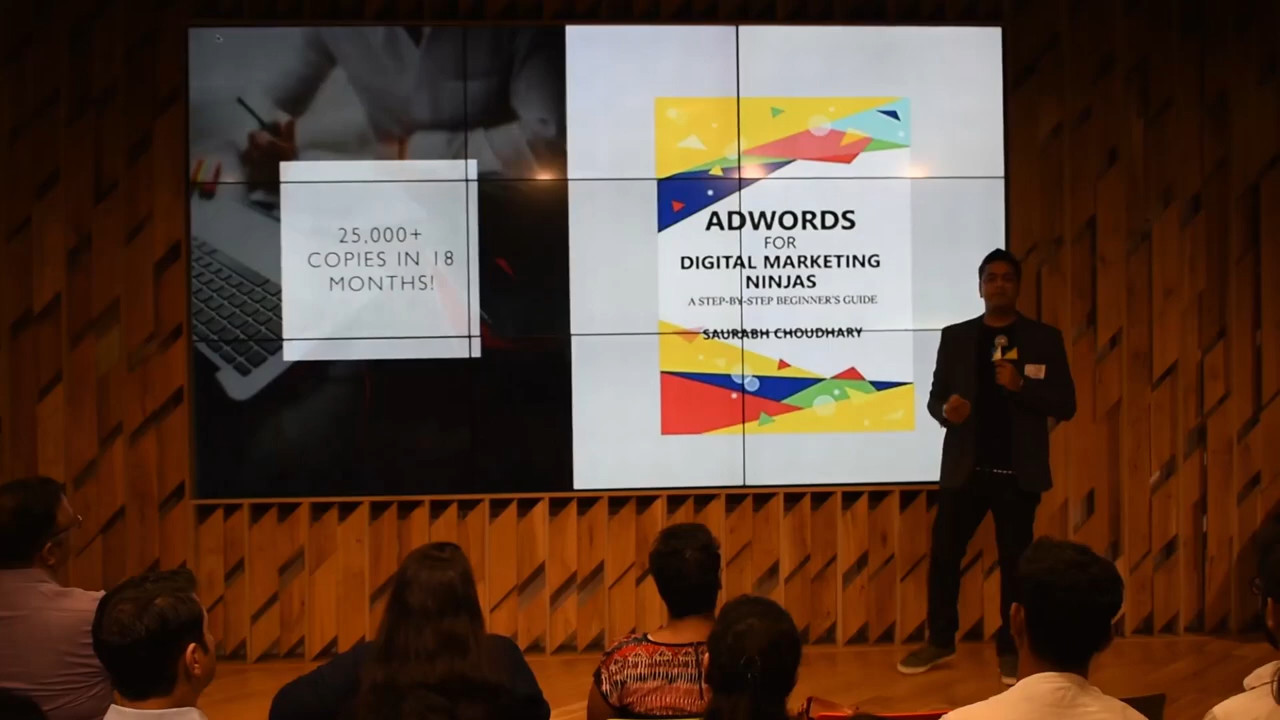 25,000+
COPIES IN 18
MONTHS!
ADWORDS
FOR
DIGITAL MARKETING
NINJAS
A STEP-BY-STEP BEGINNER'S GUIDE
SAURABH CHOUDHARY